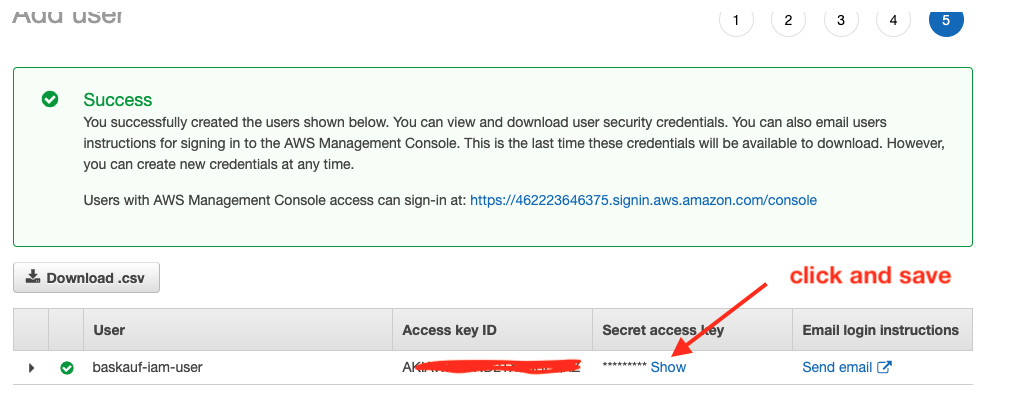 Add user
1 2 3 4 5
Success
You successfully created the users shown below. You can view and download user security credentials. You can also email users
instructions for signing in to the AWS Management Console. This is the last time these credentials will be available to download. However,
you can create new credentials at any time.
Users with AWS Management Console access can sign-in at: https://462223646375.signin.aws.amazon.com/console
Download .csv
click and save
User Access key ID Secret access key Email login instructions
baskauf-iam-user ********* Show Send email